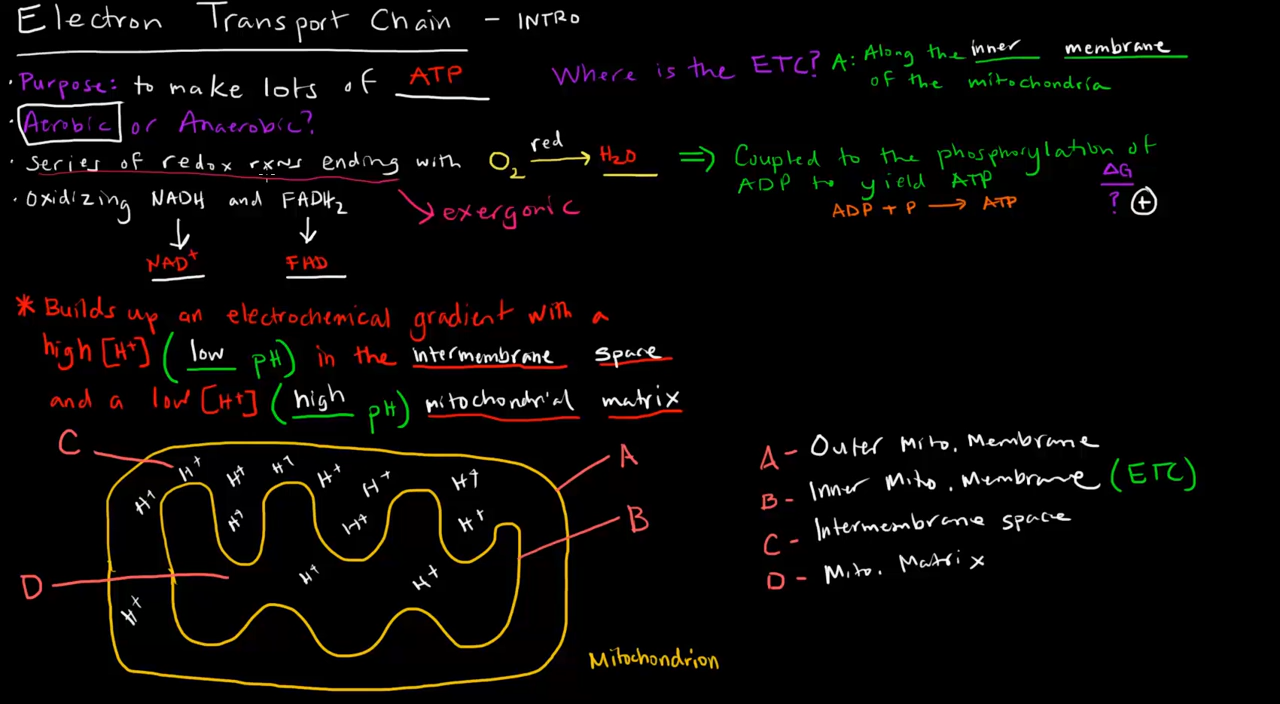 Electron Transport Chain - INTRO
· Purpose: to make lots of ATP
Where is the ETC? A: Along the inner membrane
of the mitochondria
· Aerobic or Anaerobic?
· Series of redox rxns ending with O2 red H2O
⇒ Coupled to the phosphorylation of
ADP to yield ATP
ΔG
? +
ADP + P → ATP
· Oxidizing NADH and FADH2
exergonic
NAD+ FAD
* Builds up an electrochemical gradient with a
high [H+] (low pH) in the intermembrane space
and a low [H+] (high pH) mitochondrial matrix
C
A
B
D
H+ H+ H+ H+ H+ H+ H+
H+ H+ H+
H+ H+
H+
Mitochondrion
A - Outer Mito. Membrane
B - Inner Mito. Membrane (ETC)
C - Intermembrane space
D - Mito. Matrix